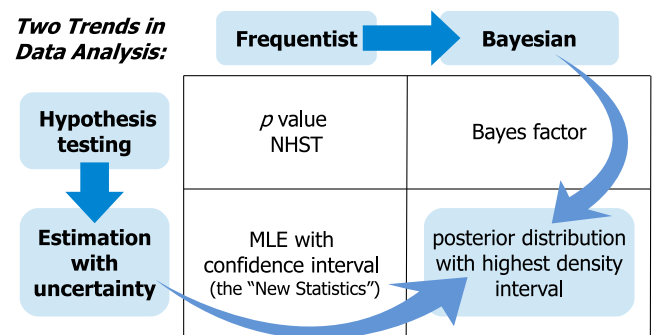 Two Trends in
Data Analysis:
Frequentist
Bayesian
Hypothesis
testing
p value
NHST
Bayes factor
Estimation
with
uncertainty
MLE with
confidence interval
(the “New Statistics”)
posterior distribution
with highest density
interval